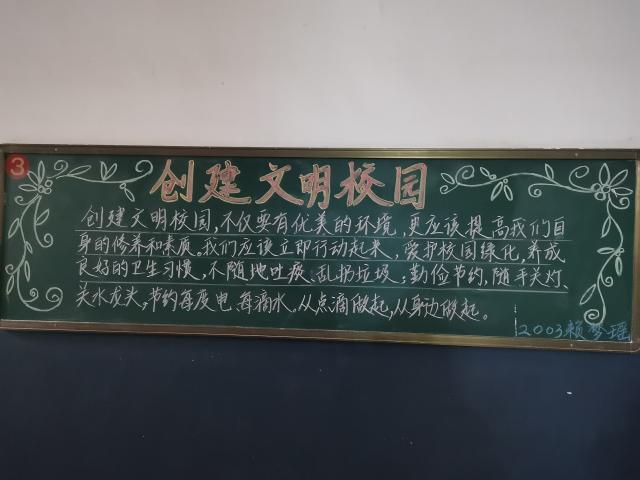 3
创建文明校园
创建文明校园,不仅要有优美的环境,更应该提高我们自
身的修养和素质。我们应该立即行动起来,爱护校园绿化,养成
良好的卫生习惯,不随地吐痰、乱扔垃圾;勤俭节约,随手关灯、
关水龙头,节约每度电、每滴水。从点滴做起,从身边做起。
2003赖梦瑶